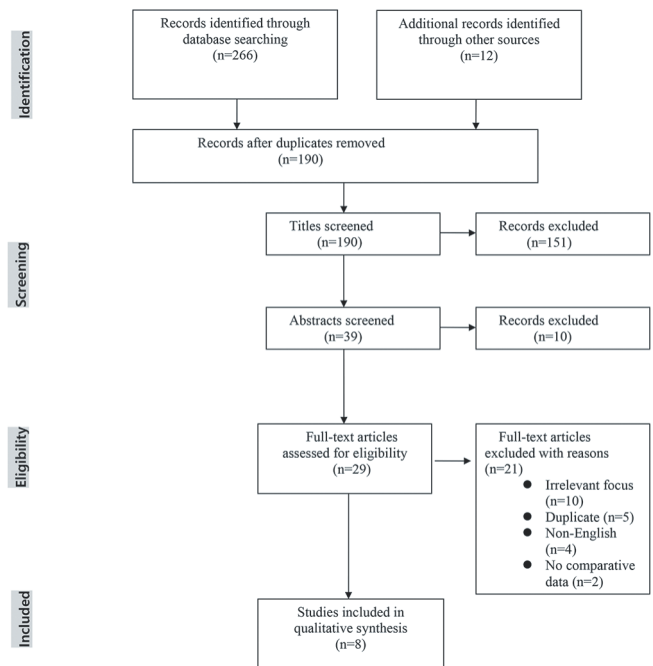 Identification
Records identified through
database searching
(n=266)
Additional records identified
through other sources
(n=12)
Records after duplicates removed
(n=190)
Screening
Titles screened
(n=190)
Records excluded
(n=151)
Abstracts screened
(n=39)
Records excluded
(n=10)
Eligibility
Full-text articles
assessed for eligibility
(n=29)
Full-text articles
excluded with reasons
(n=21)
● Irrelevant focus
(n=10)
● Duplicate (n=5)
● Non-English
(n=4)
● No comparative
data (n=2)
Included
Studies included in
qualitative synthesis
(n=8)